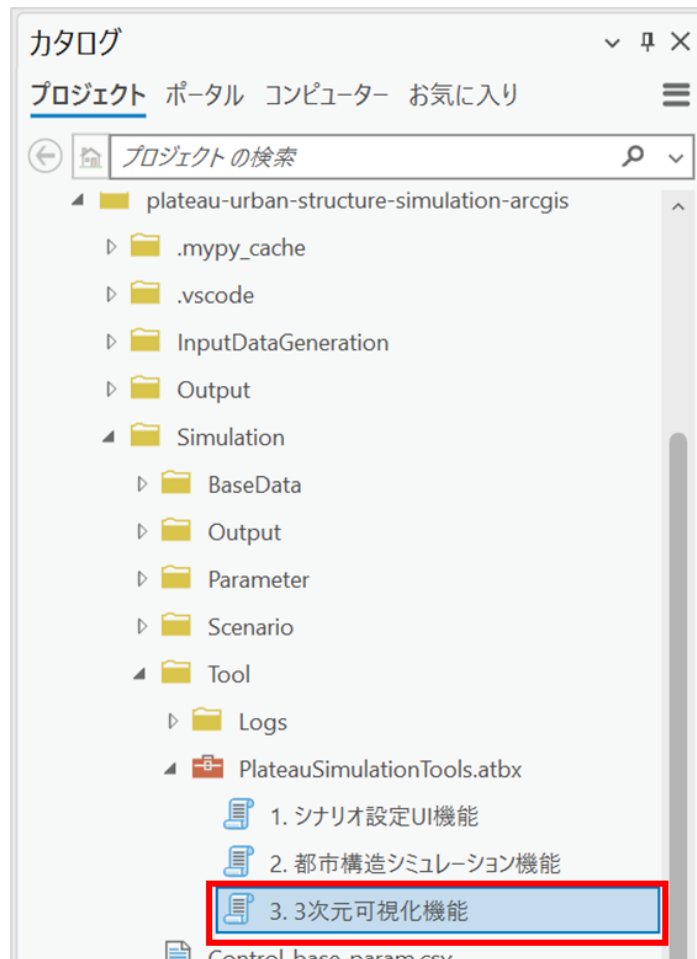 カタログ
プロジェクト ポータル コンピューター お気に入り
プロジェクト の検索
plateau-urban-structure-simulation-arcgis
.mypy_cache
.vscode
InputDataGeneration
Output
Simulation
BaseData
Output
Parameter
Scenario
Tool
Logs
PlateauSimulationTools.atbx
1. シナリオ設定UI機能
2. 都市構造シミュレーション機能
3. 3次元可視化機能
Control_base_param.csv